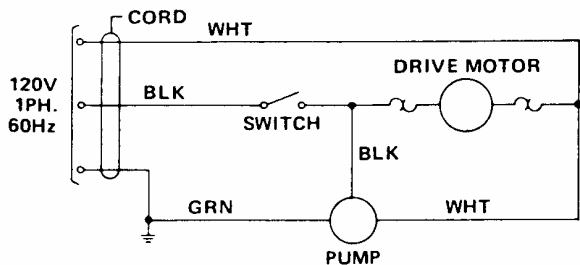 CORD
WHT
DRIVE MOTOR
120V
1PH.
60Hz
BLK
SWITCH
BLK
GRN
WHT
PUMP